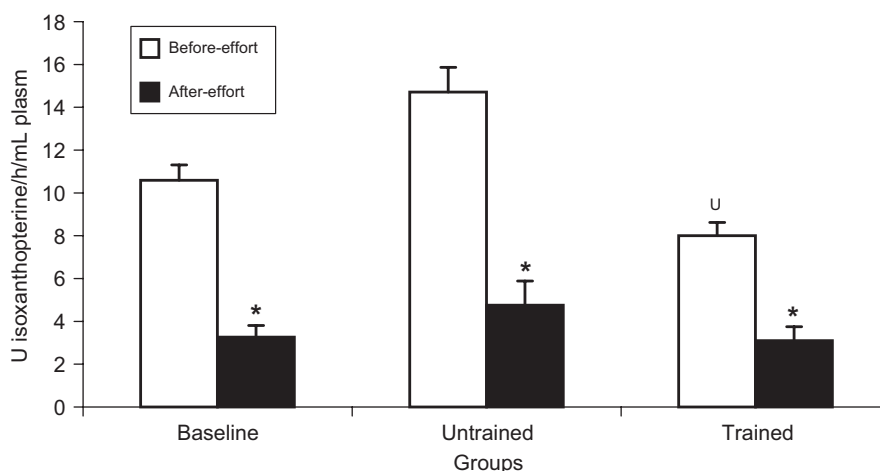 18
16
14
12
10
8
6
4
2
0
U isoxanthopterine/h/mL plasm
Before-effort
After-effort
*
*
U
*
Baseline Untrained Trained
Groups